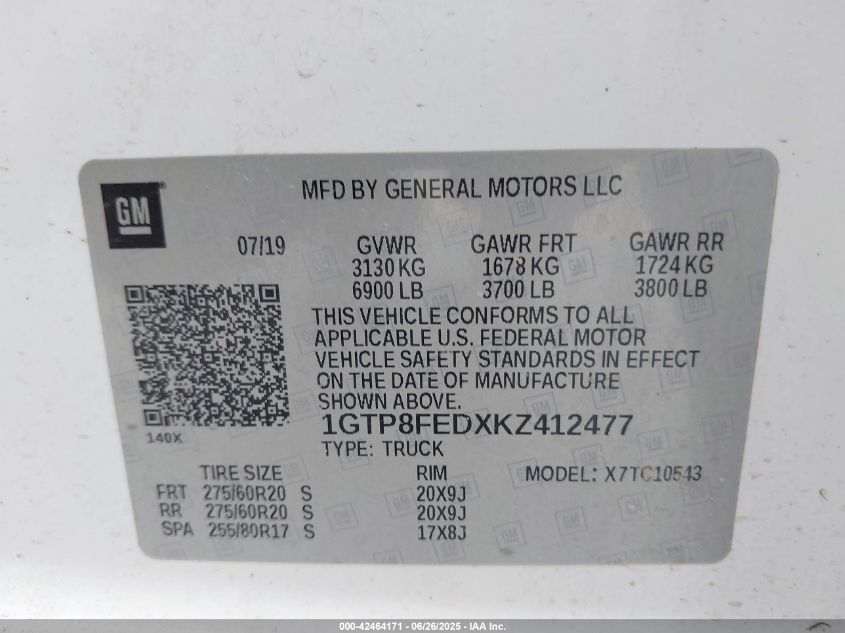 GM
MFD BY GENERAL MOTORS LLC
07/19 GVWR GAWR FRT GAWR RR
3130 KG 1678 KG 1724 KG
6900 LB 3700 LB 3800 LB
THIS VEHICLE CONFORMS TO ALL
APPLICABLE U.S. FEDERAL MOTOR
VEHICLE SAFETY STANDARDS IN EFFECT
ON THE DATE OF MANUFACTURE
SHOWN ABOVE.
140X
1GTP8FEDXKZ412477
TYPE: TRUCK
TIRE SIZE RIM MODEL: X7TC10543
FRT 275/60R20 S 20X9J
RR 275/60R20 S 20X9J
SPA 255/80R17 S 17X8J
000-42464171 - 06/26/2025 - IAA Inc.